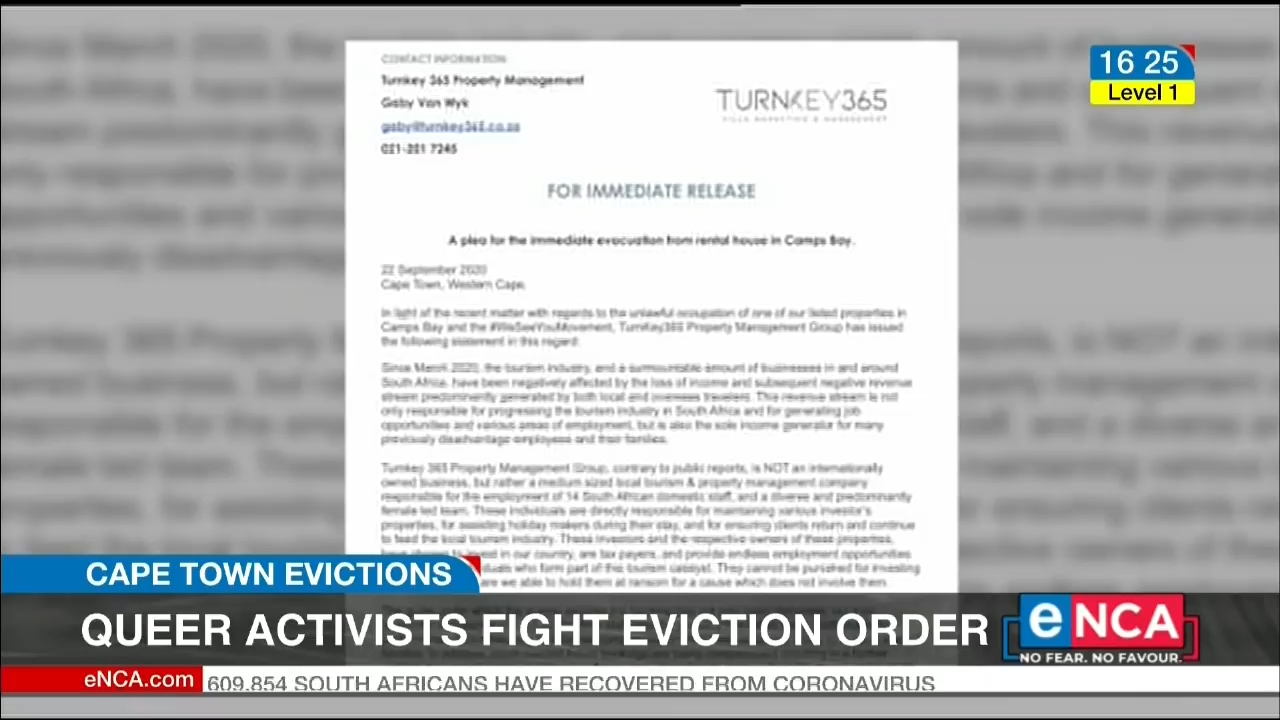 CONTACT INFORMATION
Turnkey 365 Property Management
Gaby Van Wyk
gaby@turnkey365.co.za
021-201 7245
TURNKEY365
VILLA MARKETING & MANAGEMENT
16 25
Level 1
FOR IMMEDIATE RELEASE
A plea for the immediate evacuation from rental house in Camps Bay.
22 September 2020
Cape Town, Western Cape,
In light of the recent matter with regards to the unlawful occupation of one of our listed properties in
Camps Bay and the #WeSeeYouMovement, TurnKey365 Property Management Group has issued
the following statement in this regard:
Since March 2020, the tourism industry, and a surmountable amount of businesses in and around
South Africa, have been negatively affected by the loss of income and subsequent negative revenue
stream predominantly generated by both local and overseas travelers. This revenue stream is not
only responsible for progressing the tourism industry in South Africa and for generating job
opportunities and various areas of employment, but is also the sole income generator for many
previously disadvantage employees and their families.
Turnkey 365 Property Management Group, contrary to public reports, is NOT an internationally
owned business, but rather a medium sized local tourism & property management company
responsible for the employment of 14 South African domestic staff, and a diverse and predominantly
female led team. These individuals are directly responsible for maintaining various investor's
properties, for assisting holiday makers during their stay, and for ensuring clients return and continue
to feed the local tourism industry. These investors and the respective owners of these properties,
have chosen to invest in our country, are tax payers, and provide endless employment opportunities
who form part of this tourism catalyst. They cannot be punished for investing
are we able to hold them at ransom for a cause which does not involve them
CAPE TOWN EVICTIONS
QUEER ACTIVISTS FIGHT EVICTION ORDER
eNCA
NO FEAR. NO FAVOUR.
eNCA.com
609,854 SOUTH AFRICANS HAVE RECOVERED FROM CORONAVIRUS